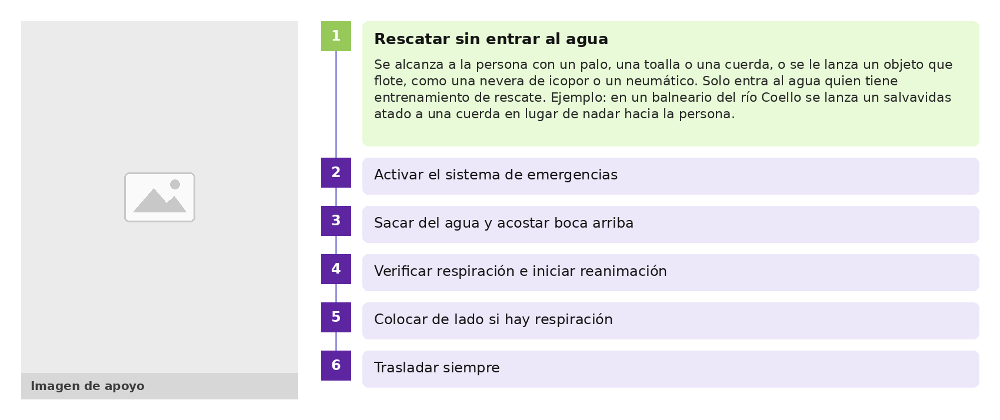 1
Rescatar sin entrar al agua
Se alcanza a la persona con un palo, una toalla o una cuerda, o se le lanza un objeto que
flote, como una nevera de icopor o un neumático. Solo entra al agua quien tiene
entrenamiento de rescate. Ejemplo: en un balneario del río Coello se lanza un salvavidas
atado a una cuerda en lugar de nadar hacia la persona.
2
Activar el sistema de emergencias
3
Sacar del agua y acostar boca arriba
4
Verificar respiración e iniciar reanimación
5
Colocar de lado si hay respiración
6
Trasladar siempre
Imagen de apoyo